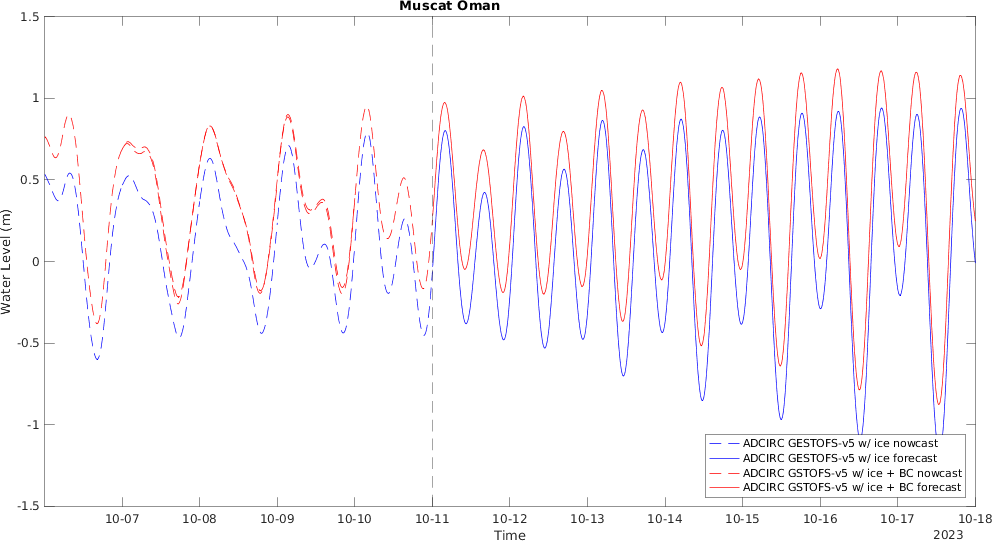 Muscat Oman
1.5
1
0.5
0
-0.5
-1
-1.5
Water Level (m)
10-07 10-08 10-09 10-10 10-11 10-12 10-13 10-14 10-15 10-16 10-17 10-18
Time
2023
ADCIRC GESTOFS-v5 w/ ice nowcast
ADCIRC GESTOFS-v5 w/ ice forecast
ADCIRC GSTOFS-v5 w/ ice + BC nowcast
ADCIRC GSTOFS-v5 w/ ice + BC forecast